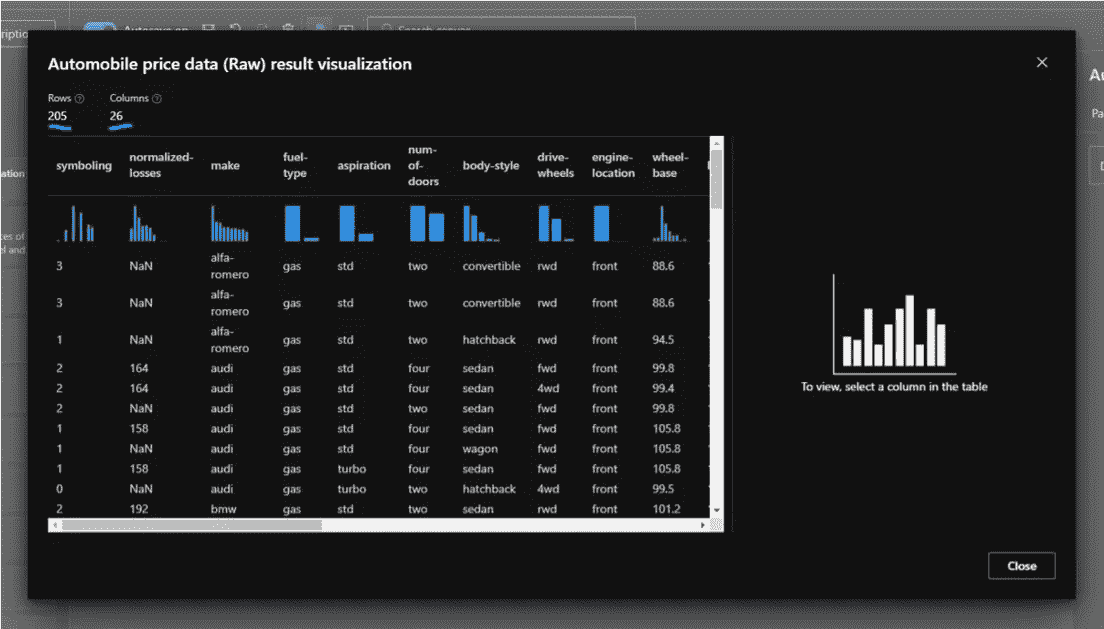 Autosave on
Search canvas
Automobile price data (Raw) result visualization
Rows
Columns
205
26
symboling normalized-losses make fuel-type aspiration num-of-doors body-style drive-wheels engine-location wheel-base
3 NaN alfa-romero gas std two convertible rwd front 88.6
3 NaN alfa-romero gas std two convertible rwd front 88.6
1 NaN alfa-romero gas std two hatchback rwd front 94.5
2 164 audi gas std four sedan fwd front 99.8
2 164 audi gas std four sedan 4wd front 99.4
2 NaN audi gas std two sedan fwd front 99.8
1 158 audi gas std four sedan fwd front 105.8
1 NaN audi gas std four wagon fwd front 105.8
1 158 audi gas turbo four sedan fwd front 105.8
0 NaN audi gas turbo two hatchback 4wd front 99.5
2 192 bmw gas std two sedan rwd front 101.2
To view, select a column in the table
Close